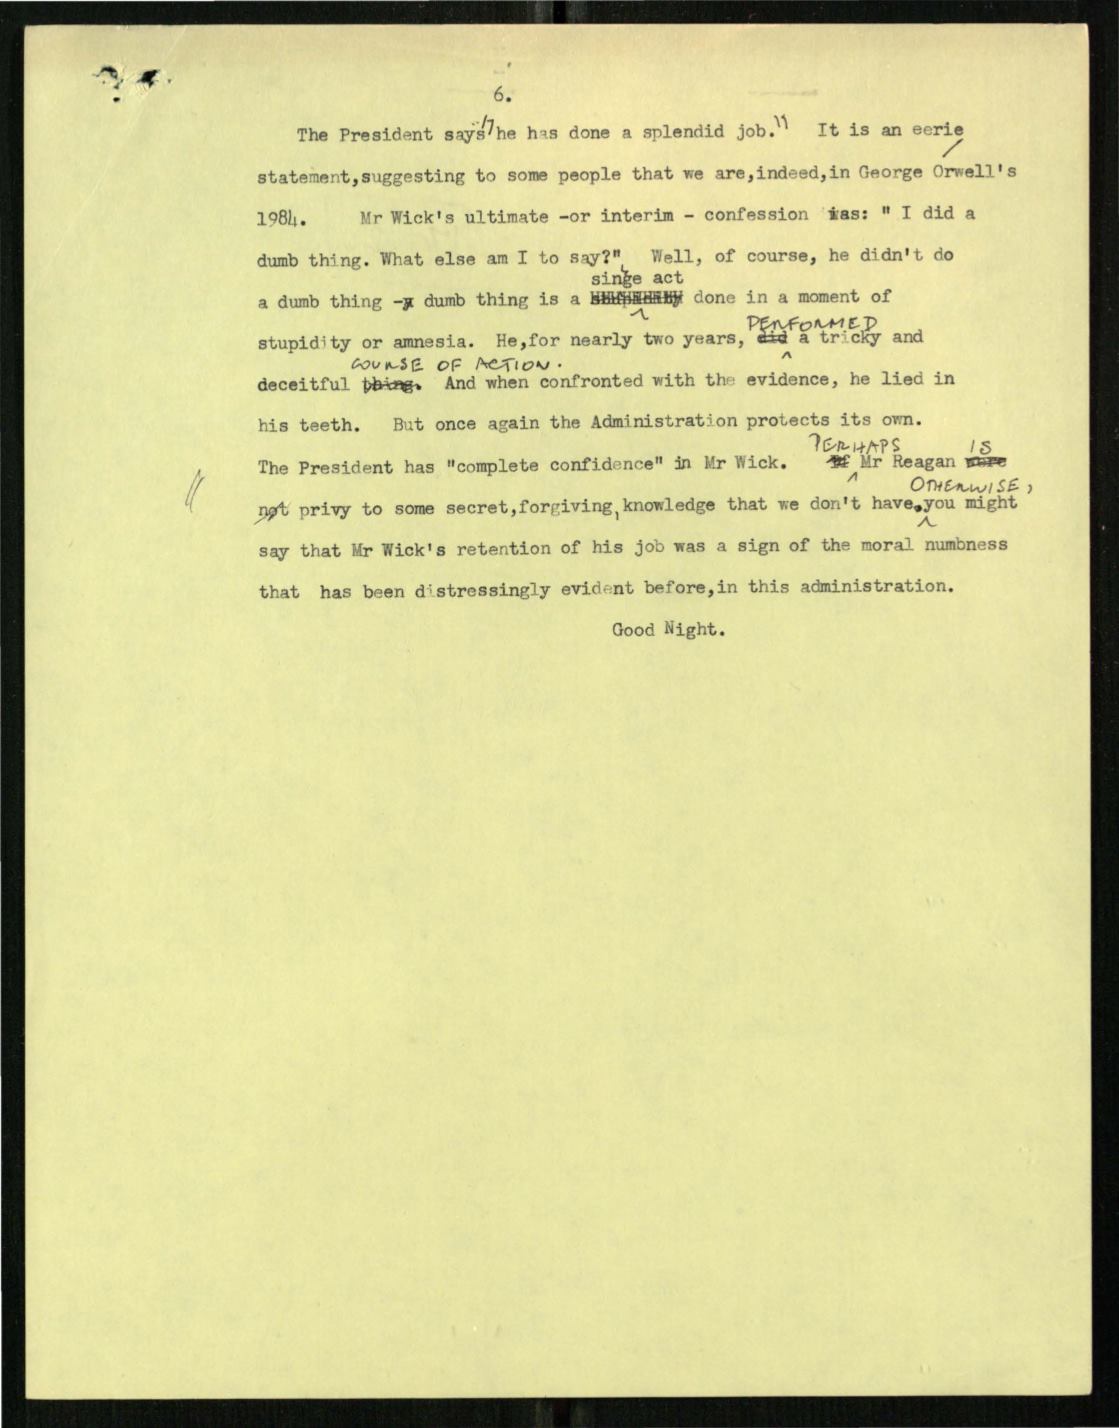 6.
The President says "he has done a splendid job." It is an eerie
statement,suggesting to some people that we are,indeed,in George Orwell's
1984. Mr Wick's ultimate -or interim - confession was: " I did a
dumb thing. What else am I to say?" Well, of course, he didn't do
singe act
a dumb thing -a dumb thing is a done in a moment of
PERFORMED
stupidity or amnesia. He,for nearly two years, did a tricky and
COURSE OF ACTION.
deceitful thing. And when confronted with the evidence, he lied in
his teeth. But once again the Administration protects its own.
PERHAPS IS
The President has "complete confidence" in Mr Wick. If Mr Reagan were
OTHERWISE,
not privy to some secret,forgiving, knowledge that we don't have.you might
say that Mr Wick's retention of his job was a sign of the moral numbness
that has been distressingly evident before,in this administration.
Good Night.